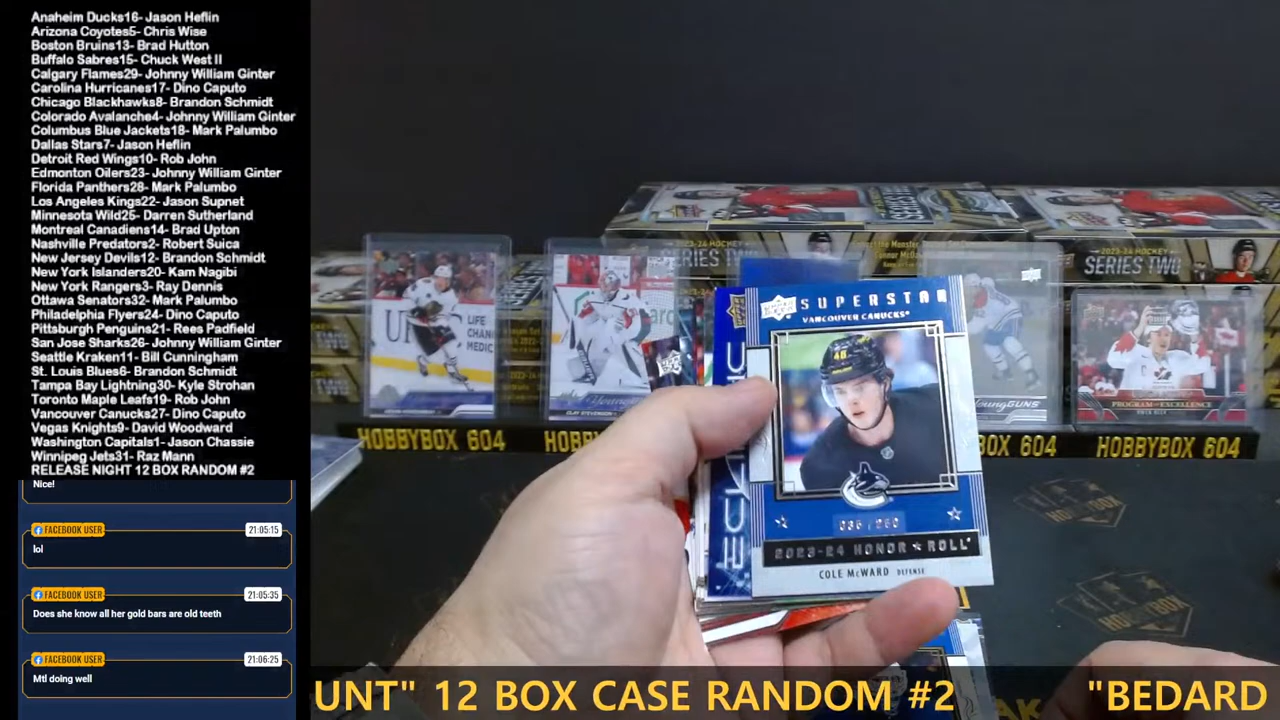 Anaheim Ducks16- Jason Heflin
Arizona Coyotes5- Chris Wise
Boston Bruins13- Brad Hutton
Buffalo Sabres15- Chuck West II
Calgary Flames29- Johnny William Ginter
Carolina Hurricanes17- Dino Caputo
Chicago Blackhawks8- Brandon Schmidt
Colorado Avalanche4- Johnny William Ginter
Columbus Blue Jackets18- Mark Palumbo
Dallas Stars7- Jason Heflin
Detroit Red Wings10- Rob John
Edmonton Oilers23- Johnny William Ginter
Florida Panthers28- Mark Palumbo
Los Angeles Kings22- Jason Supnet
Minnesota Wild25- Darren Sutherland
Montreal Canadiens14- Brad Upton
Nashville Predators2- Robert Suica
New Jersey Devils12- Brandon Schmidt
New York Islanders20- Kam Nagibi
New York Rangers3- Ray Dennis
Ottawa Senators32- Mark Palumbo
Philadelphia Flyers24- Dino Caputo
Pittsburgh Penguins21- Rees Padfield
San Jose Sharks26- Johnny William Ginter
Seattle Kraken11- Bill Cunningham
St. Louis Blues6- Brandon Schmidt
Tampa Bay Lightning30- Kyle Strohan
Toronto Maple Leafs19- Rob John
Vancouver Canucks27- Dino Caputo
Vegas Knights9- David Woodward
Washington Capitals1- Jason Chassie
Winnipeg Jets31- Raz Mann
RELEASE NIGHT 12 BOX RANDOM #2
Nice!
FACEBOOK USER 21:05:15
lol
FACEBOOK USER 21:05:35
Does she know all her gold bars are old teeth
FACEBOOK USER 21:06:25
Mtl doing well
2023-24 HOCKEY
SERIES TWO
SERIES TWO
YOUNG GUNS
PROGRAM OF EXCELLENCE
HOBBYBOX 604
604
HOBBYBOX 604
SUPERSTAR
VANCOUVER CANUCKS
2023-24 HONOR ★ ROLL
COLE McWARD DEFENSE
UNT" 12 BOX CASE RANDOM #2 "BEDARD